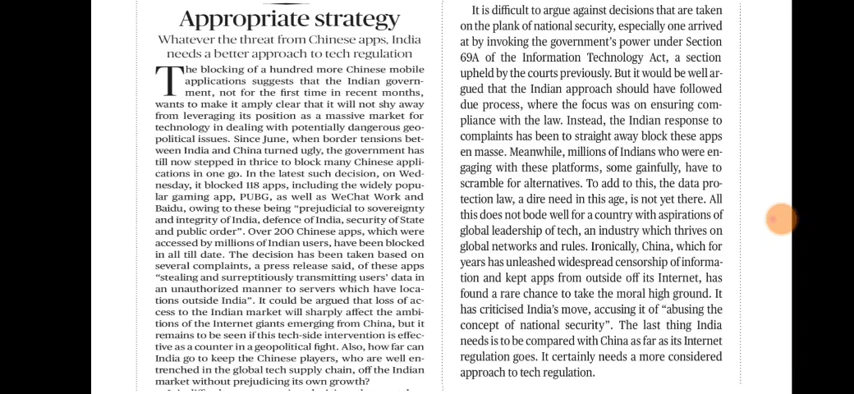 Appropriate strategy
Whatever the threat from Chinese apps, India
needs a better approach to tech regulation
The blocking of a hundred more Chinese mobile
applications suggests that the Indian govern-
ment, not for the first time in recent months,
wants to make it amply clear that it will not shy away
from leveraging its position as a massive market for
technology in dealing with potentially dangerous geo-
political issues. Since June, when border tensions bet-
ween India and China turned ugly, the government has
till now stepped in thrice to block many Chinese appli-
cations in one go. In the latest such decision, on Wed-
nesday, it blocked 118 apps, including the widely popu-
lar gaming app, PUBG, as well as WeChat Work and
Baidu, owing to these being “prejudicial to sovereignty
and integrity of India, defence of India, security of State
and public order”. Over 200 Chinese apps, which were
accessed by millions of Indian users, have been blocked
in all till date. The decision has been taken based on
several complaints, a press release said, of these apps
“stealing and surreptitiously transmitting users’ data in
an unauthorized manner to servers which have loca-
tions outside India”. It could be argued that loss of ac-
cess to the Indian market will sharply affect the ambi-
tions of the Internet giants emerging from China, but it
remains to be seen if this tech-side intervention is effec-
tive as a counter in a geopolitical fight. Also, how far can
India go to keep the Chinese players, who are well en-
trenched in the global tech supply chain, off the Indian
market without prejudicing its own growth?
It is difficult to argue against decisions that are taken
on the plank of national security, especially one arrived
at by invoking the government’s power under Section
69A of the Information Technology Act, a section
upheld by the courts previously. But it would be well ar-
gued that the Indian approach should have followed
due process, where the focus was on ensuring com-
pliance with the law. Instead, the Indian response to
complaints has been to straight away block these apps
en masse. Meanwhile, millions of Indians who were en-
gaging with these platforms, some gainfully, have to
scramble for alternatives. To add to this, the data pro-
tection law, a dire need in this age, is not yet there. All
this does not bode well for a country with aspirations of
global leadership of tech, an industry which thrives on
global networks and rules. Ironically, China, which for
years has unleashed widespread censorship of informa-
tion and kept apps from outside off its Internet, has
found a rare chance to take the moral high ground. It
has criticised India’s move, accusing it of “abusing the
concept of national security”. The last thing India
needs is to be compared with China as far as its Internet
regulation goes. It certainly needs a more considered
approach to tech regulation.